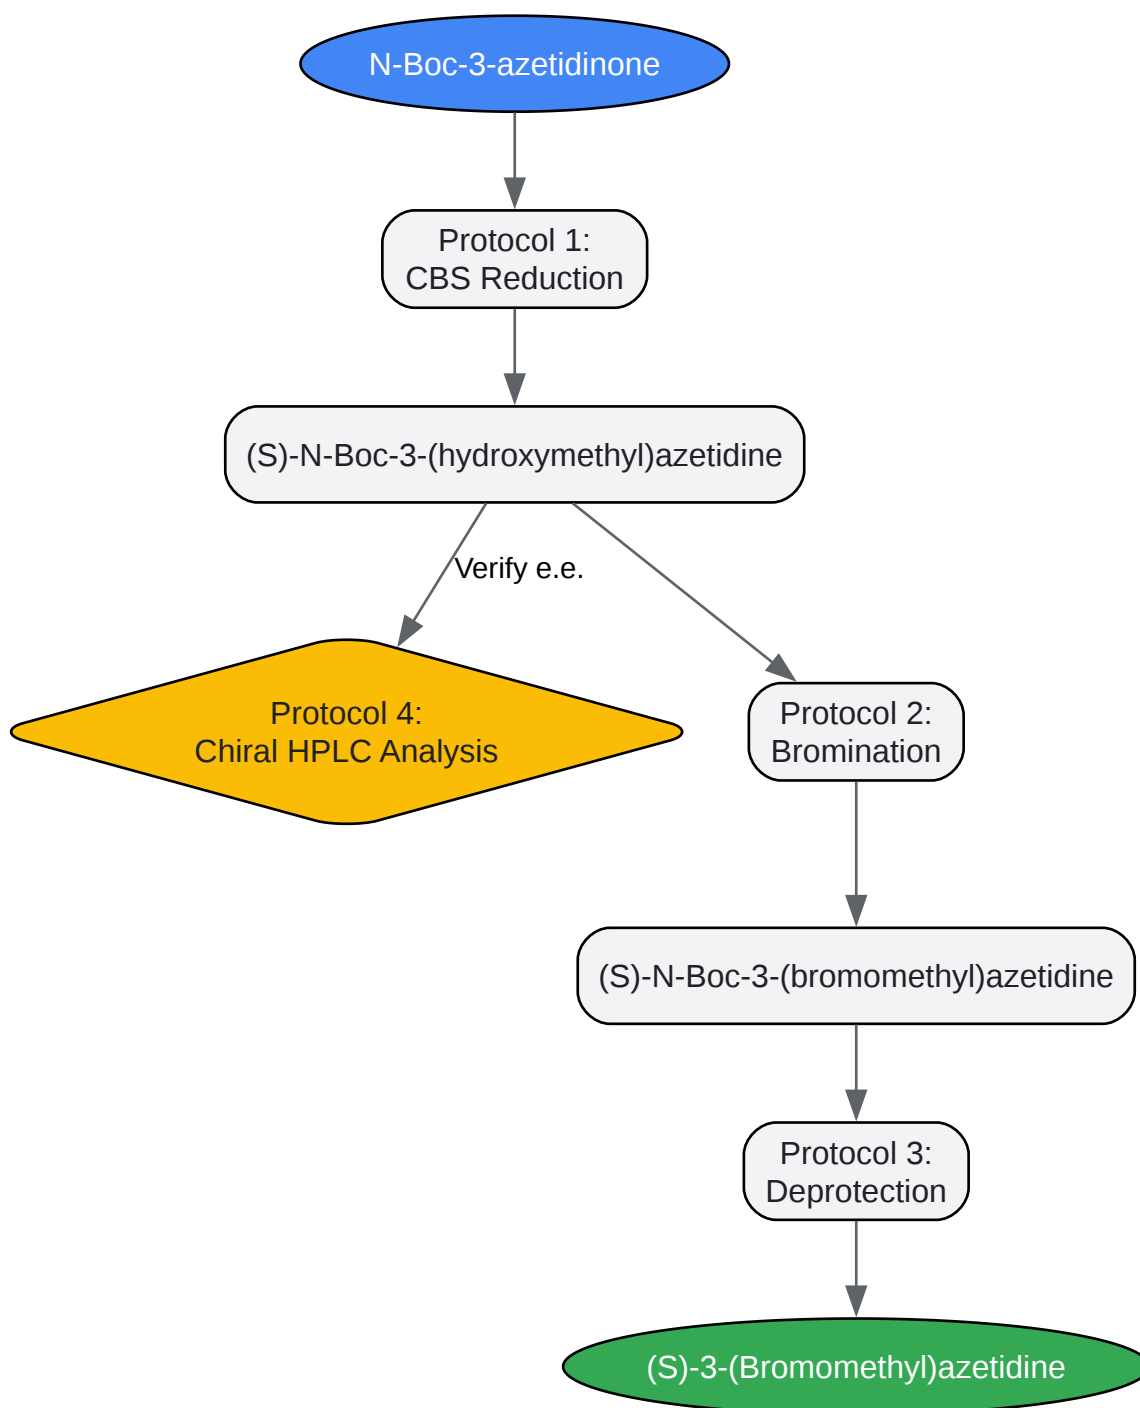 N-Boc-3-azetidinone
Protocol 1:
CBS Reduction
(S)-N-Boc-3-(hydroxymethyl)azetidine
Verify e.e.
Protocol 4:
Chiral HPLC Analysis
Protocol 2:
Bromination
(S)-N-Boc-3-(bromomethyl)azetidine
Protocol 3:
Deprotection
(S)-3-(Bromomethyl)azetidine